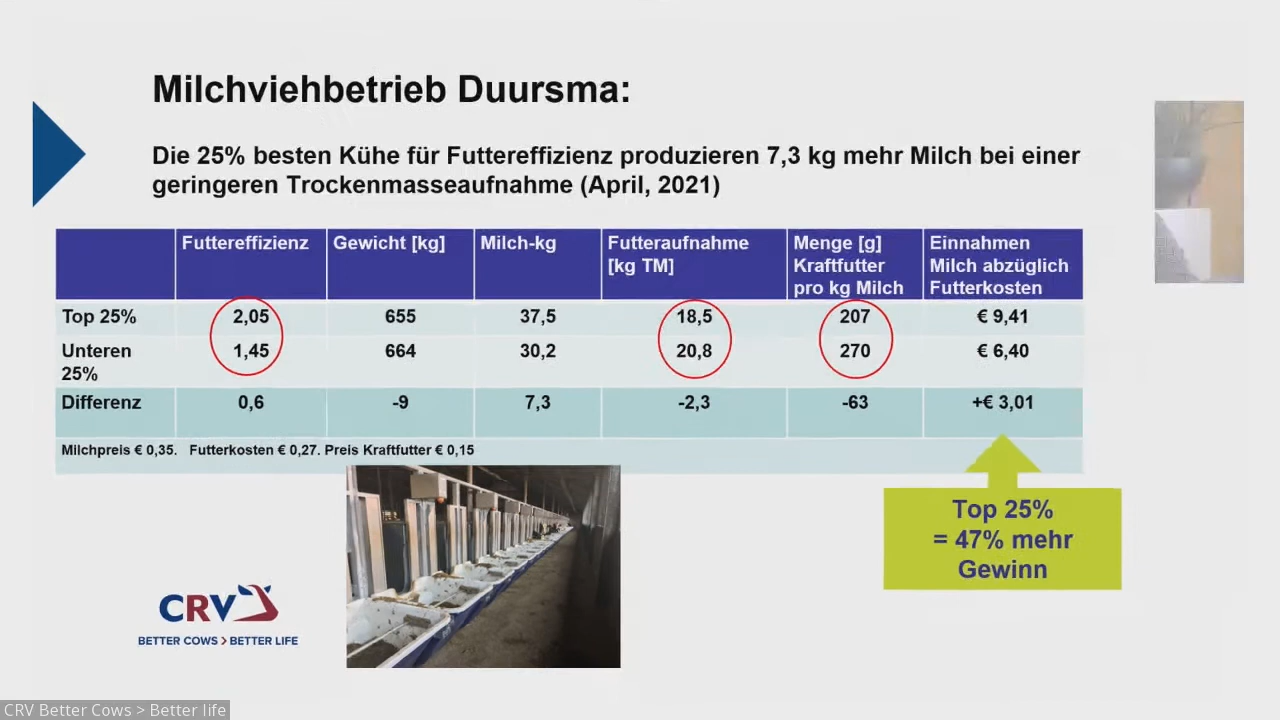 Milchviehbetrieb Duursma:
Die 25% besten Kühe für Futtereffizienz produzieren 7,3 kg mehr Milch bei einer
geringeren Trockenmasseaufnahme (April, 2021)
Futtereffizienz Gewicht [kg] Milch-kg Futteraufnahme [kg TM] Menge [g] Kraftfutter pro kg Milch Einnahmen Milch abzüglich Futterkosten
Top 25% 2,05 655 37,5 18,5 207 € 9,41
Unteren 25% 1,45 664 30,2 20,8 270 € 6,40
Differenz 0,6 -9 7,3 -2,3 -63 +€ 3,01
Milchpreis € 0,35. Futterkosten € 0,27. Preis Kraftfutter € 0,15
Top 25%
= 47% mehr
Gewinn
CRV
BETTER COWS > BETTER LIFE
CRV Better Cows > Better life